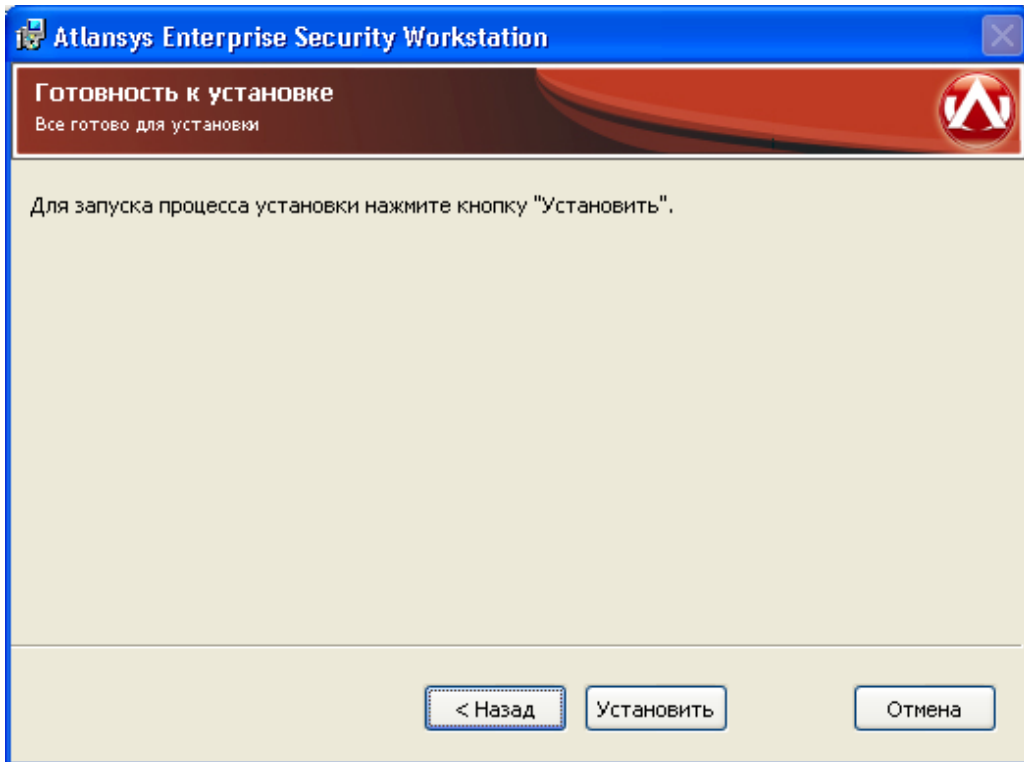 Atlansys Enterprise Security Workstation
Готовность к установке
Все готово для установки
Для запуска процесса установки нажмите кнопку "Установить".
< Назад
Установить
Отмена